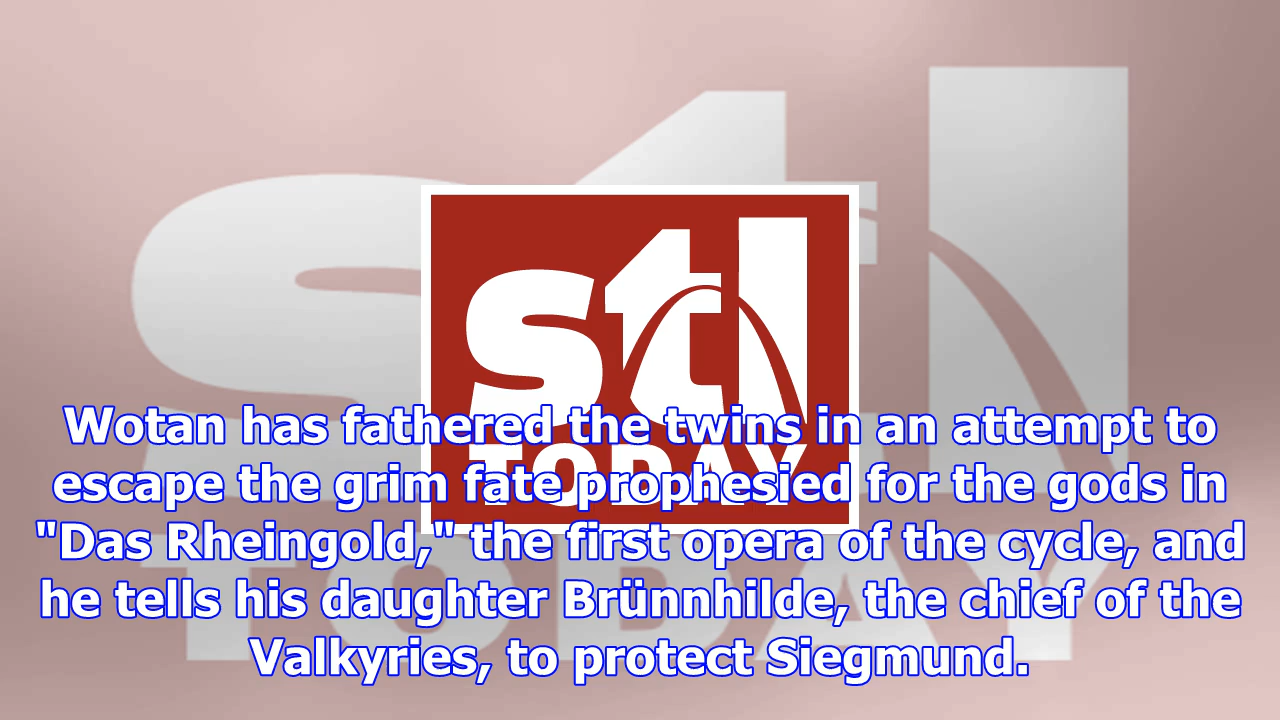 stl
TODAY
Wotan has fathered the twins in an attempt to
escape the grim fate prophesied for the gods in
"Das Rheingold," the first opera of the cycle, and
he tells his daughter Brünnhilde, the chief of the
Valkyries, to protect Siegmund.